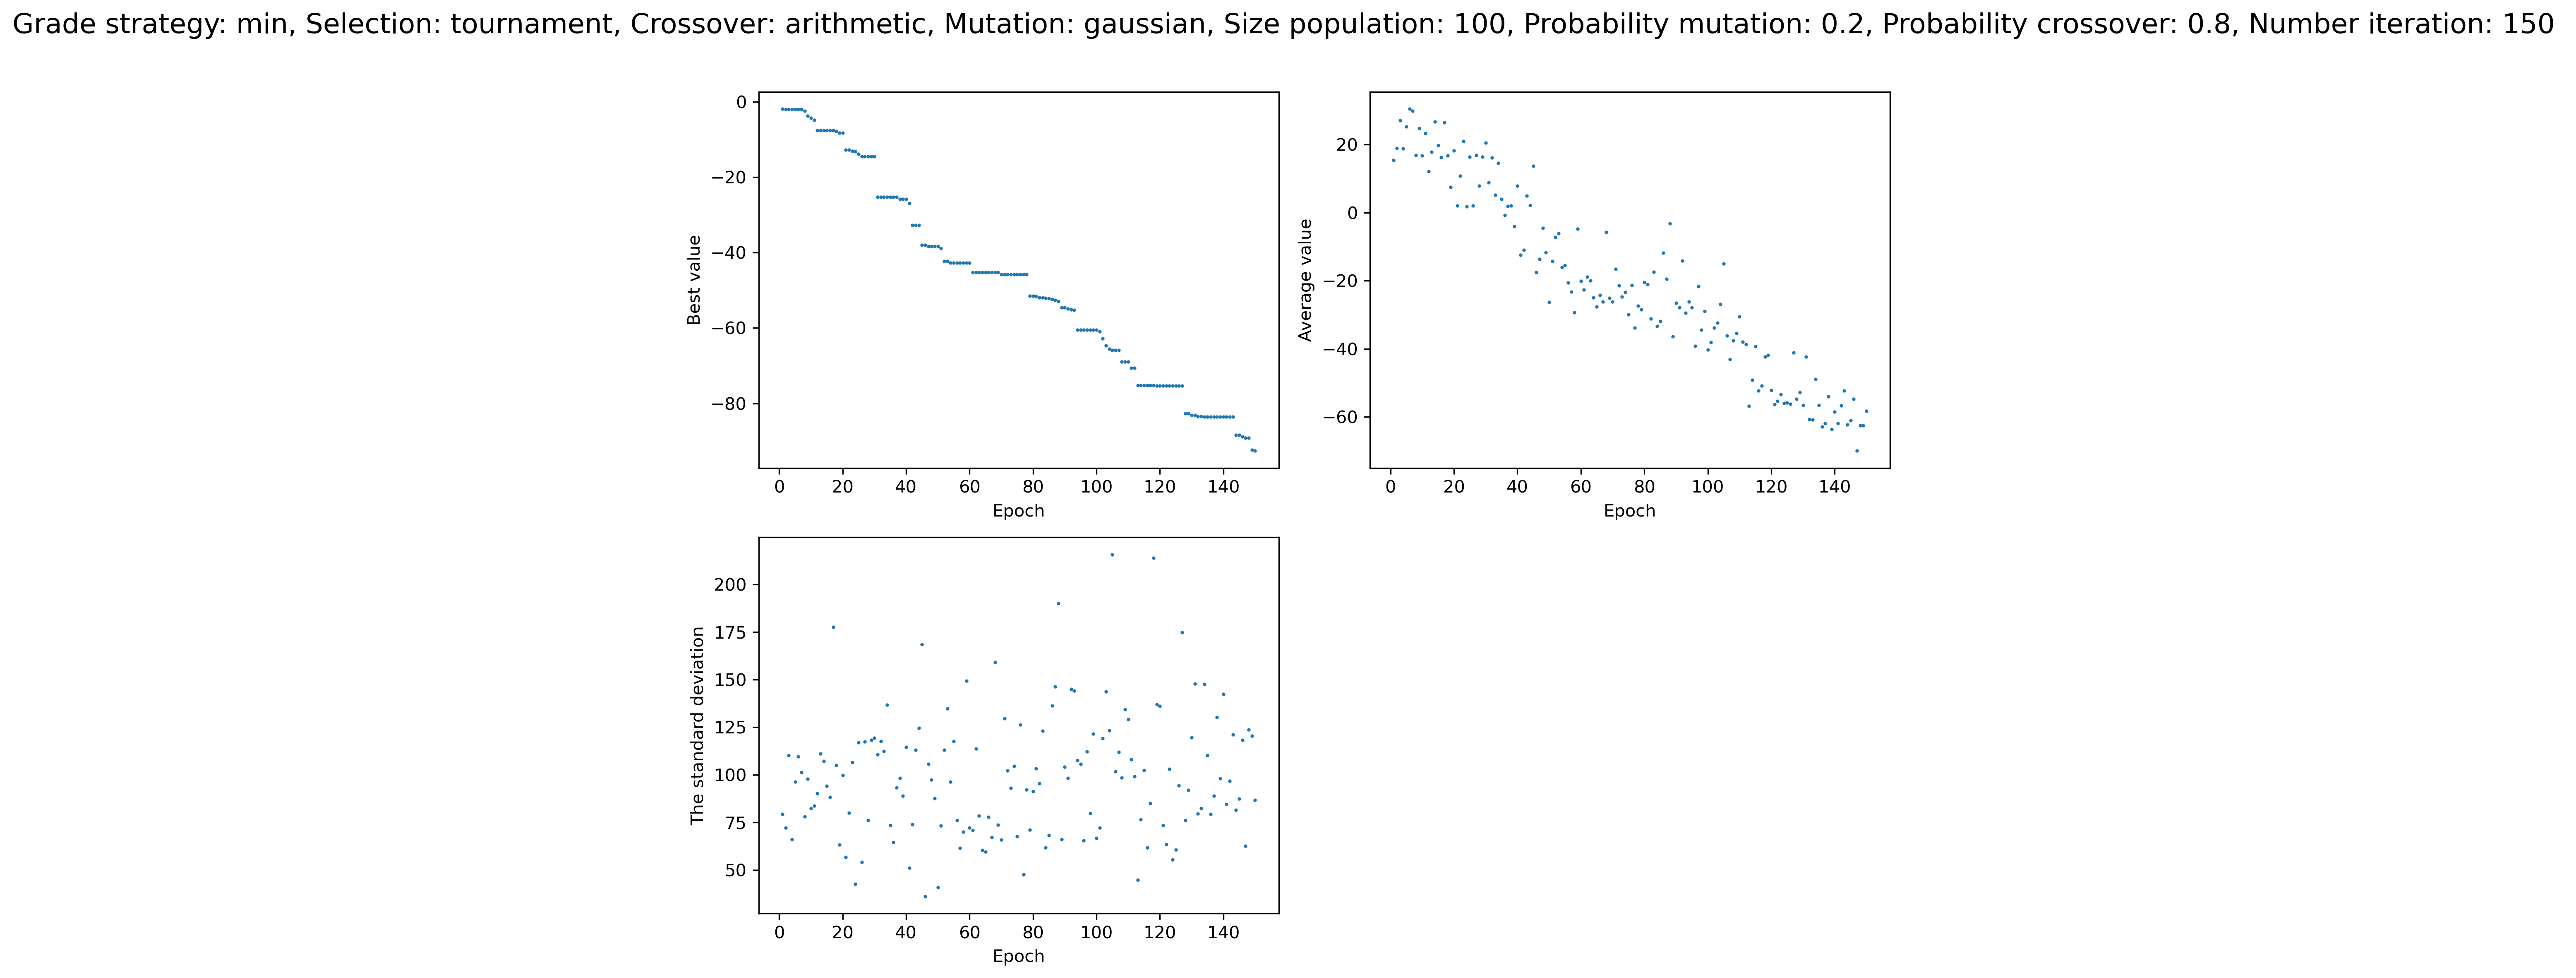 Grade strategy: min, Selection: tournament, Crossover: arithmetic, Mutation: gaussian, Size population: 100, Probability mutation: 0.2, Probability crossover: 0.8, Number iteration: 150
0
−20
−40
−60
−80
Best value
0 20 40 60 80 100 120 140
Epoch
20
0
−20
−40
−60
Average value
0 20 40 60 80 100 120 140
Epoch
200
175
150
125
100
75
50
The standard deviation
0 20 40 60 80 100 120 140
Epoch